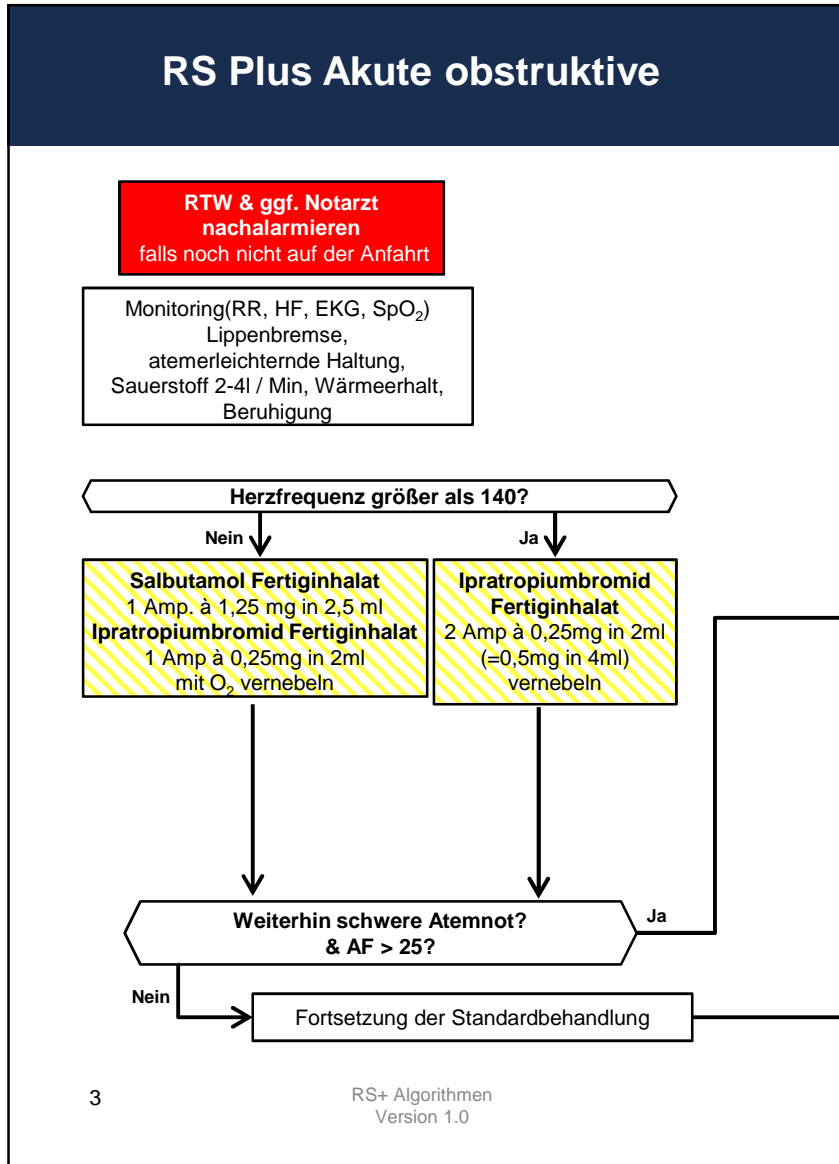 RS Plus Akute obstruktive
RTW & ggf. Notarzt
nachalarmieren
falls noch nicht auf der Anfahrt
Monitoring(RR, HF, EKG, SpO₂)
Lippenbremse,
atemerleichternde Haltung,
Sauerstoff 2-4l / Min, Wärmeerhalt,
Beruhigung
Herzfrequenz größer als 140?
Nein
Ja
Salbutamol Fertiginhalat
1 Amp. à 1,25 mg in 2,5 ml
Ipratropiumbromid Fertiginhalat
1 Amp à 0,25mg in 2ml
mit O₂ vernebeln
Ipratropiumbromid
Fertiginhalat
2 Amp à 0,25mg in 2ml
(=0,5mg in 4ml)
vernebeln
Weiterhin schwere Atemnot?
& AF > 25?
Ja
Nein
Fortsetzung der Standardbehandlung
3
RS+ Algorithmen
Version 1.0